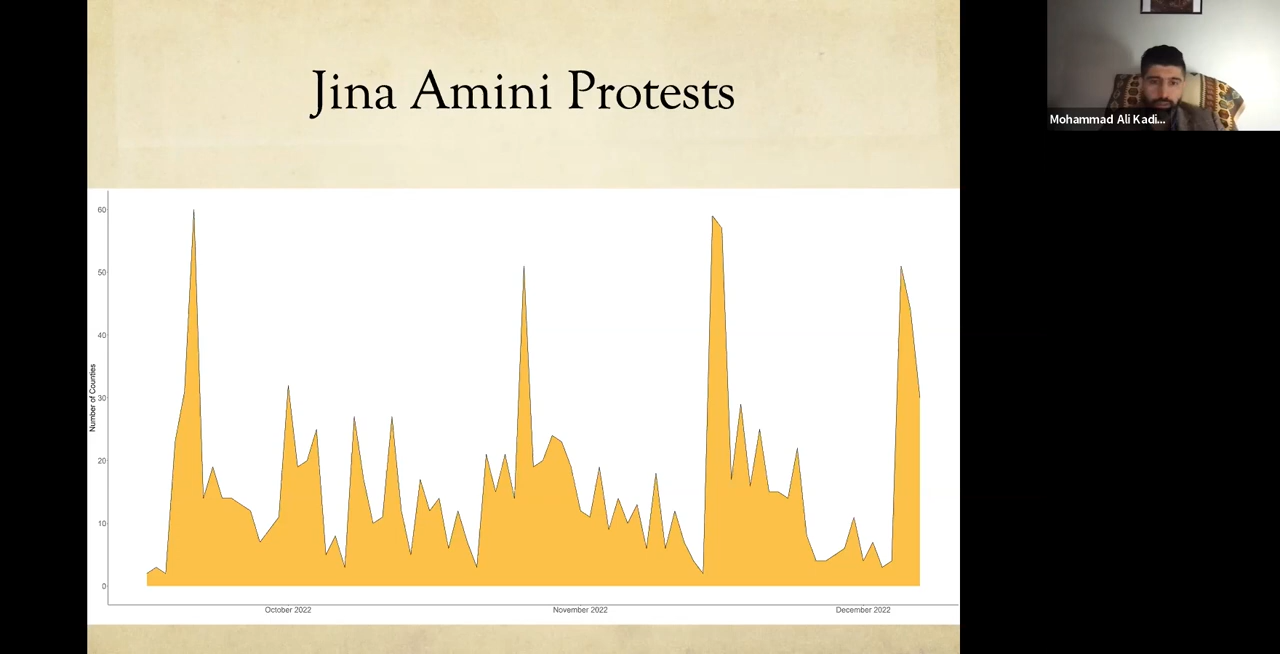 Jina Amini Protests
Mohammad Ali Kadi...
60
50
40
30
20
10
0
Number of Counties
October 2022
November 2022
December 2022